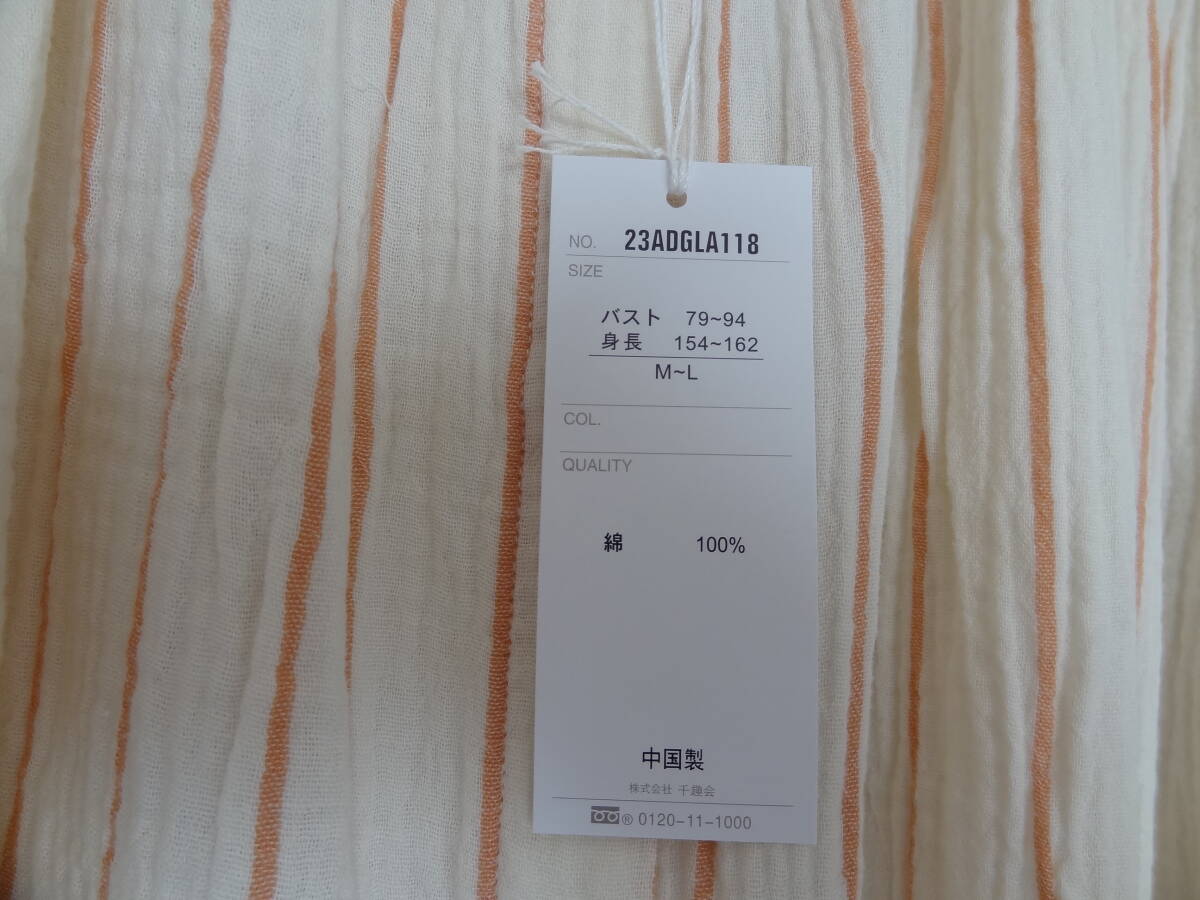 NO. 23ADGLA118
SIZE
バスト 79~94
身長 154~162
M~L
COL.
QUALITY
綿 100%
中国製
株式会社 千趣会
® 0120-11-1000